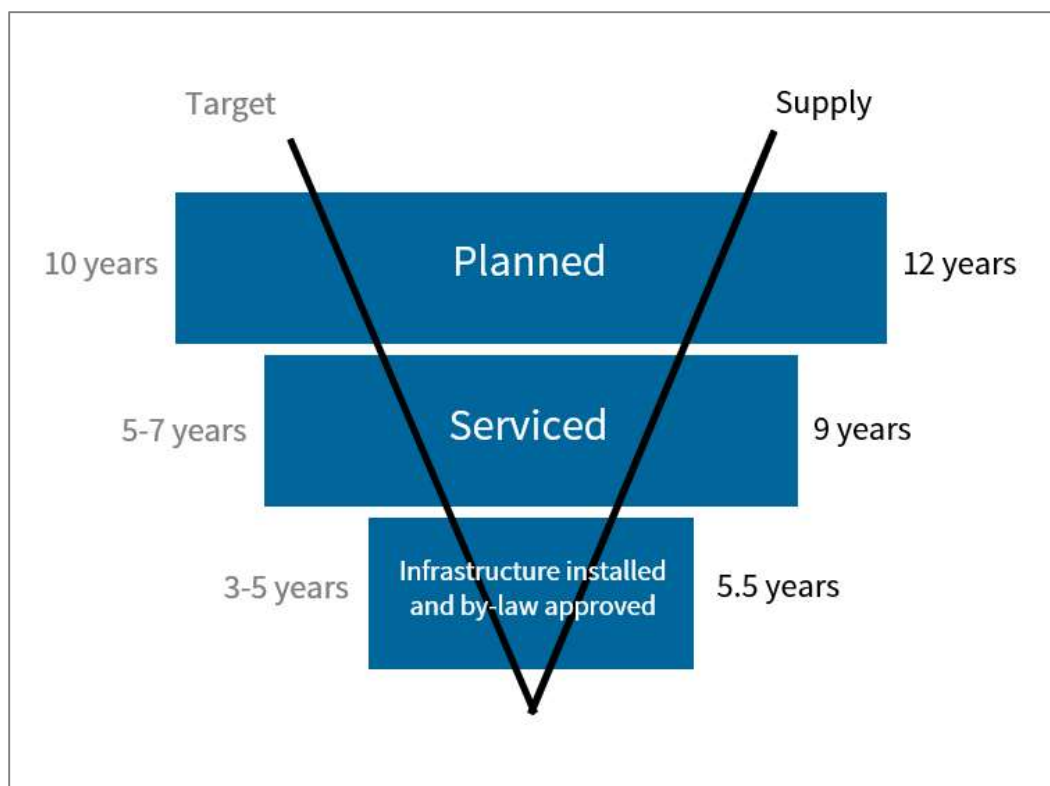 Target
Supply
10 years
Planned
12 years
5-7 years
Serviced
9 years
3-5 years
Infrastructure installed
and by-law approved
5.5 years